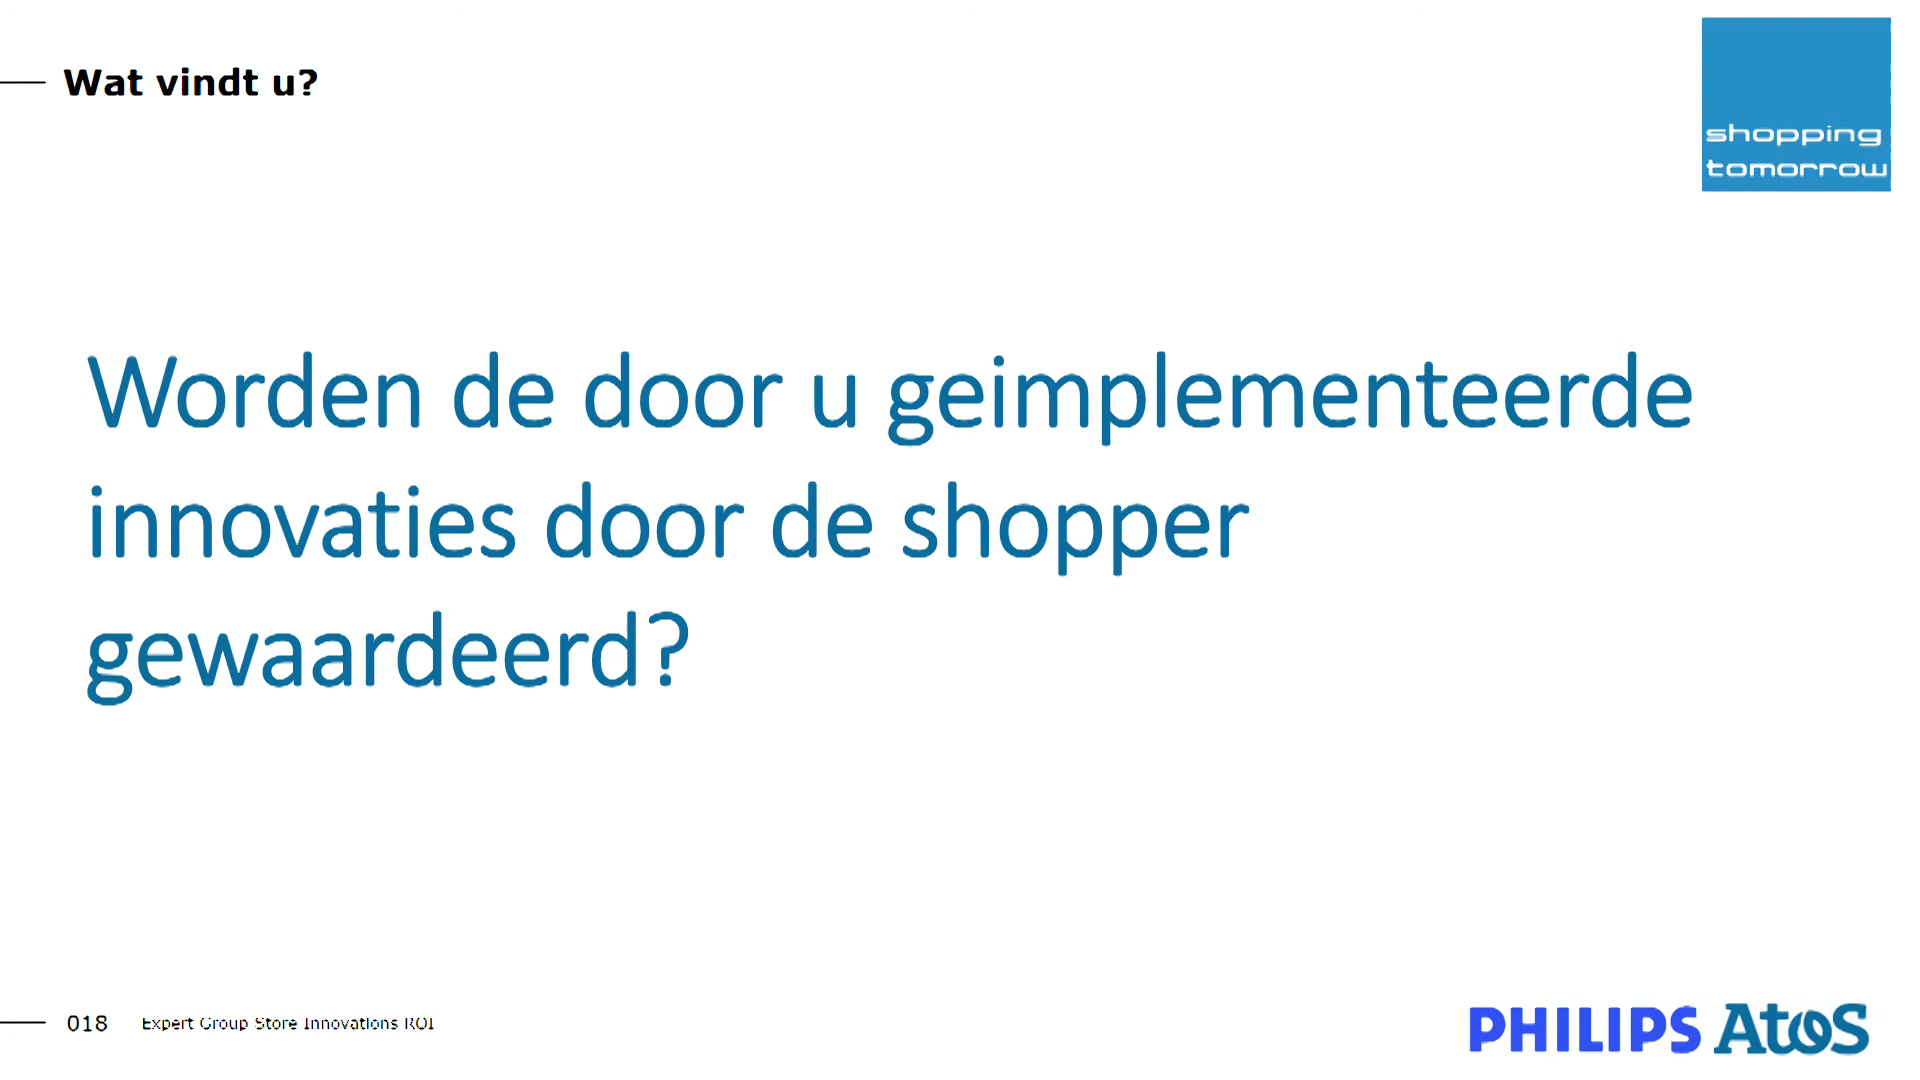 Wat vindt u?
shopping
tomorrow
Worden de door u geimplementeerde
innovaties door de shopper
gewaardeerd?
018 Expert Group Store Innovations ROI
PHILIPS Atos